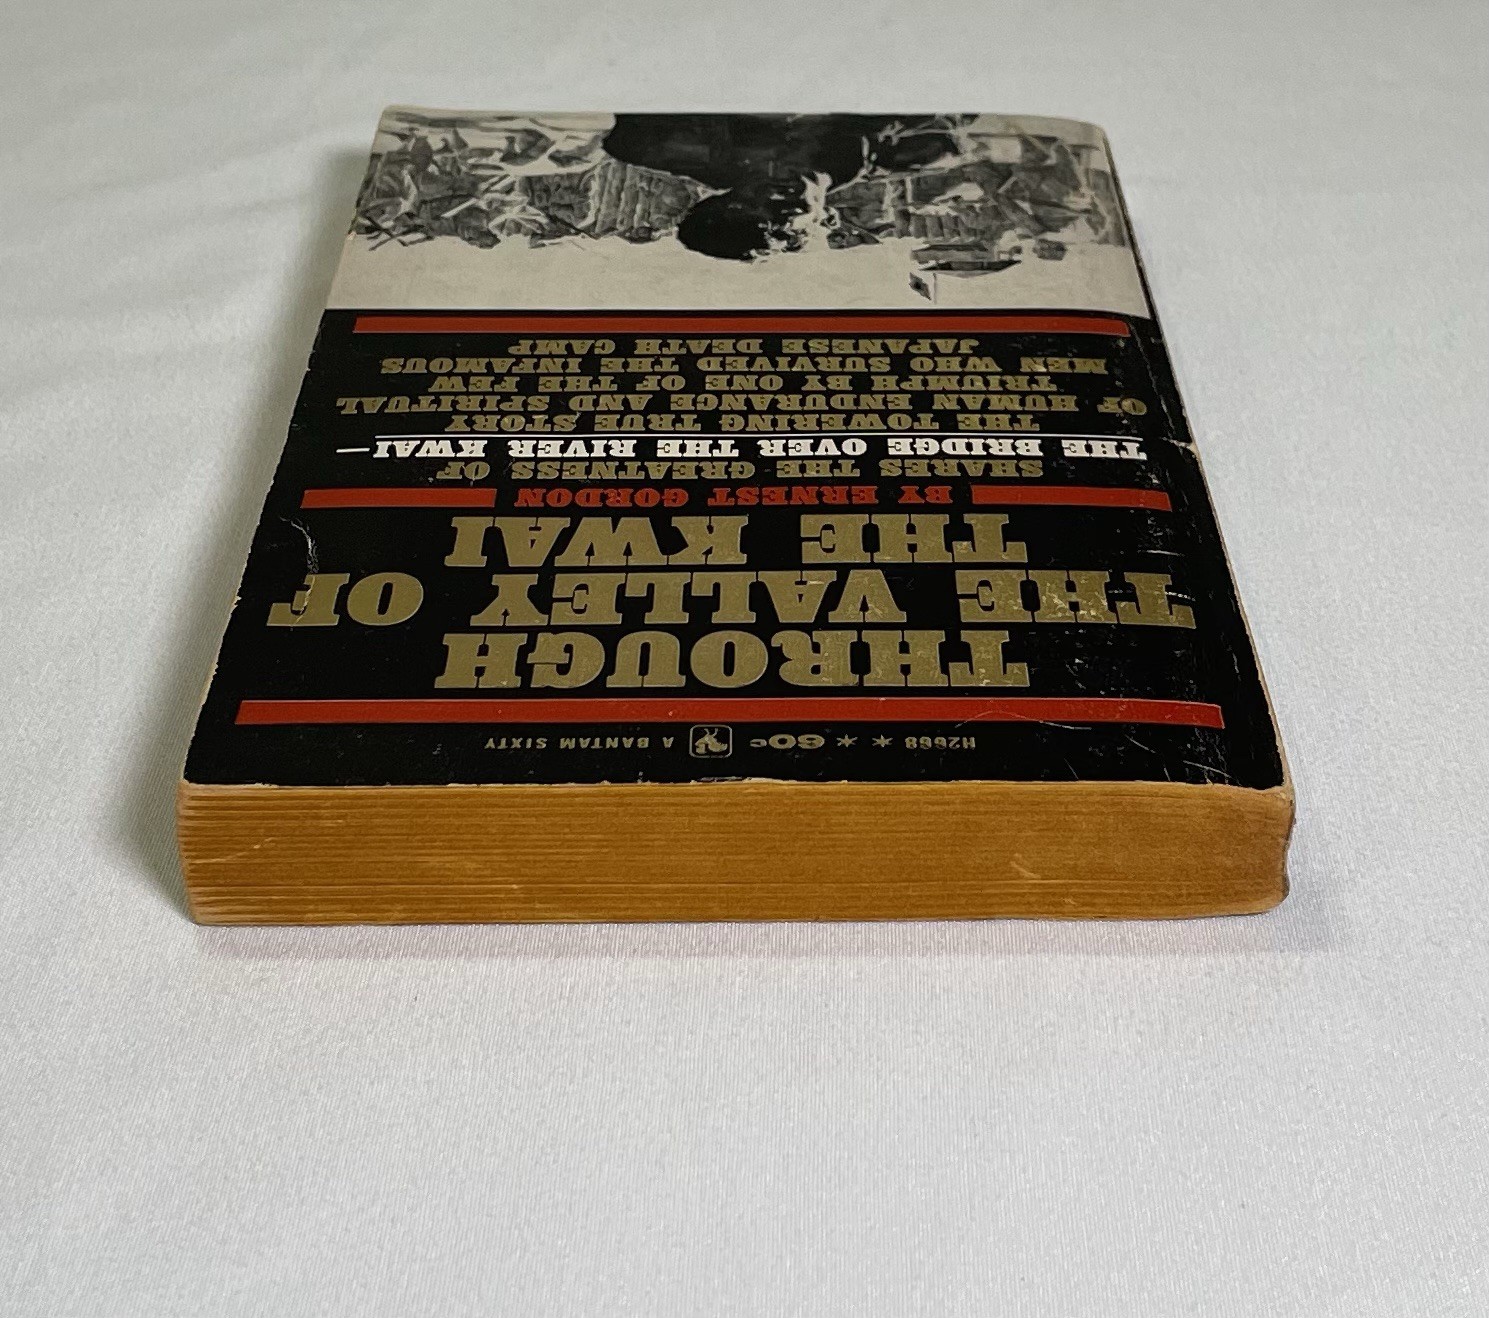 H2668 ** 60c A BANTAM SIXTY
THROUGH
THE VALLEY OF
THE KWAI
BY ERNEST GORDON
SHARES THE GREATNESS OF
THE BRIDGE OVER THE RIVER KWAI—
THE TOWERING TRUE STORY
OF HUMAN ENDURANCE AND SPIRITUAL
TRIUMPH BY ONE OF THE FEW
MEN WHO SURVIVED THE INFAMOUS
JAPANESE DEATH CAMP